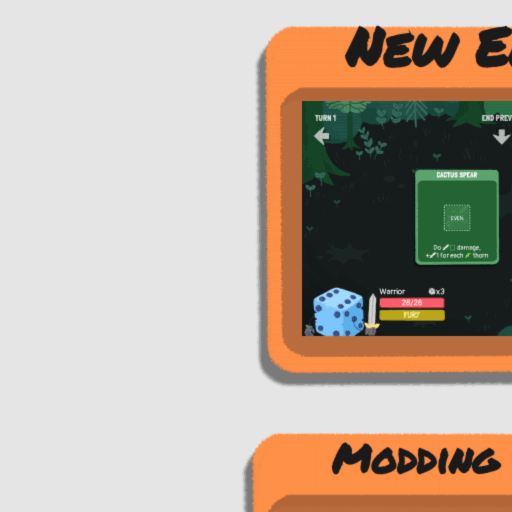 NEW E
TURN 1
END PREV
CACTUS SPEAR
EVEN
Do damage,
+1 for each thorn
Warrior x3
28/28
FURY
MODDING